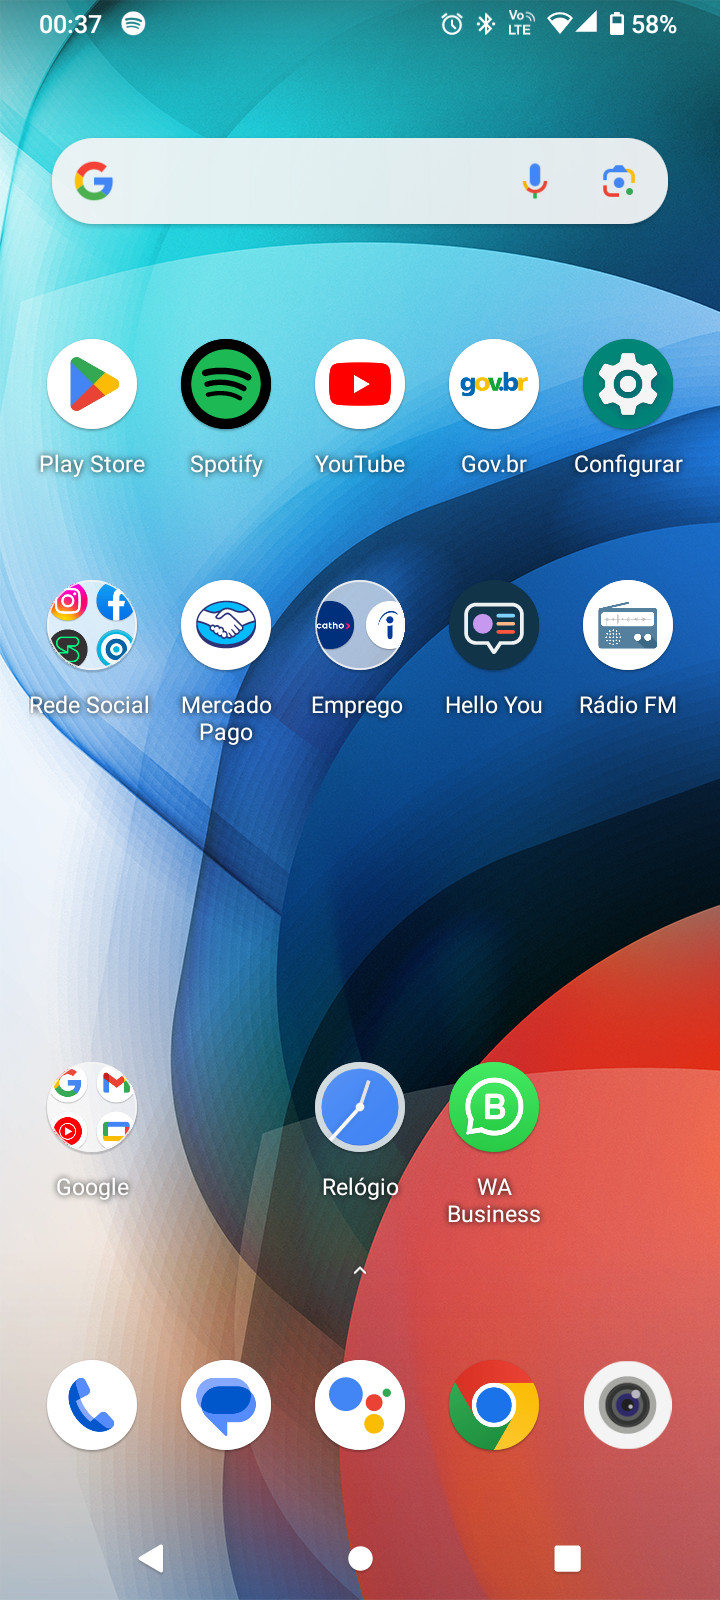 00:37
Vo LTE
58%
Play Store
Spotify
YouTube
gov.br
Gov.br
Configurar
Rede Social
Mercado Pago
catho
Emprego
Hello You
Rádio FM
Google
Relógio
B
WA Business